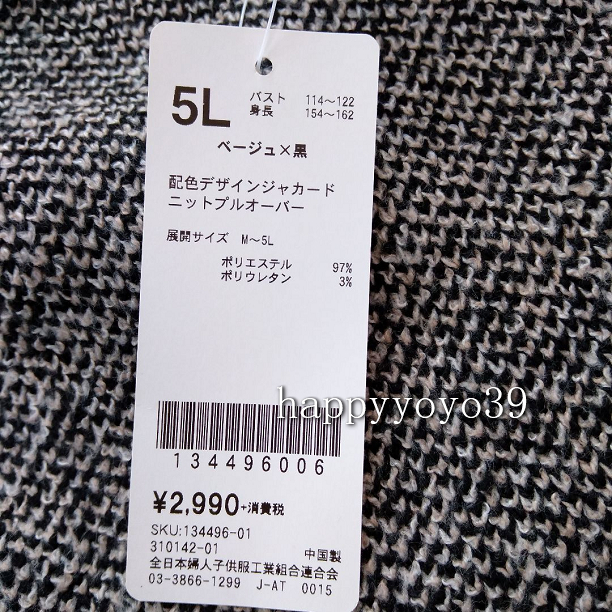 5L
バスト 114～122
身長 154～162
ベージュ×黒
配色デザインジャカード
ニットプルオーバー
展開サイズ M～5L
ポリエステル 97%
ポリウレタン 3%
happyyoyo39
134496006
¥2,990+消費税
SKU:134496-01
310142-01 中国製
全日本婦人子供服工業組合連合会
03-3866-1299 J-AT 0015